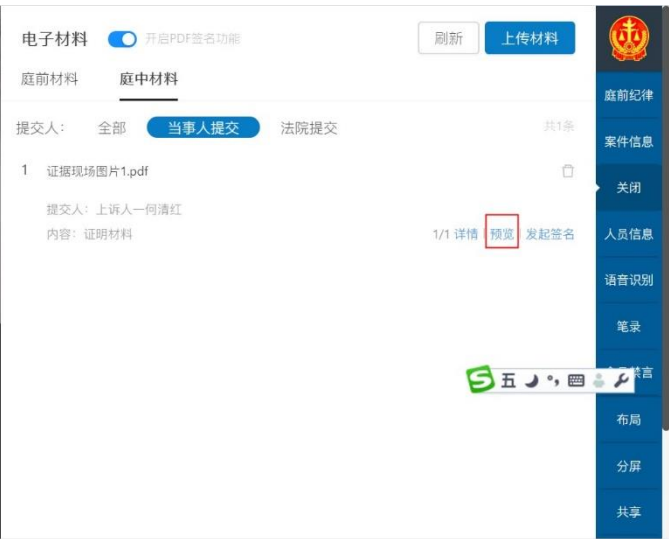 电子材料 开启PDF签名功能 刷新 上传材料
庭前材料 庭中材料
提交人： 全部 当事人提交 法院提交 共1条
1 证据现场图片1.pdf
提交人：上诉人一何清红
内容：证明材料 1/1 详情 预览 发起签名
庭前纪律
案件信息
关闭
人员信息
语音识别
笔录
禁言
五
布局
分屏
共享